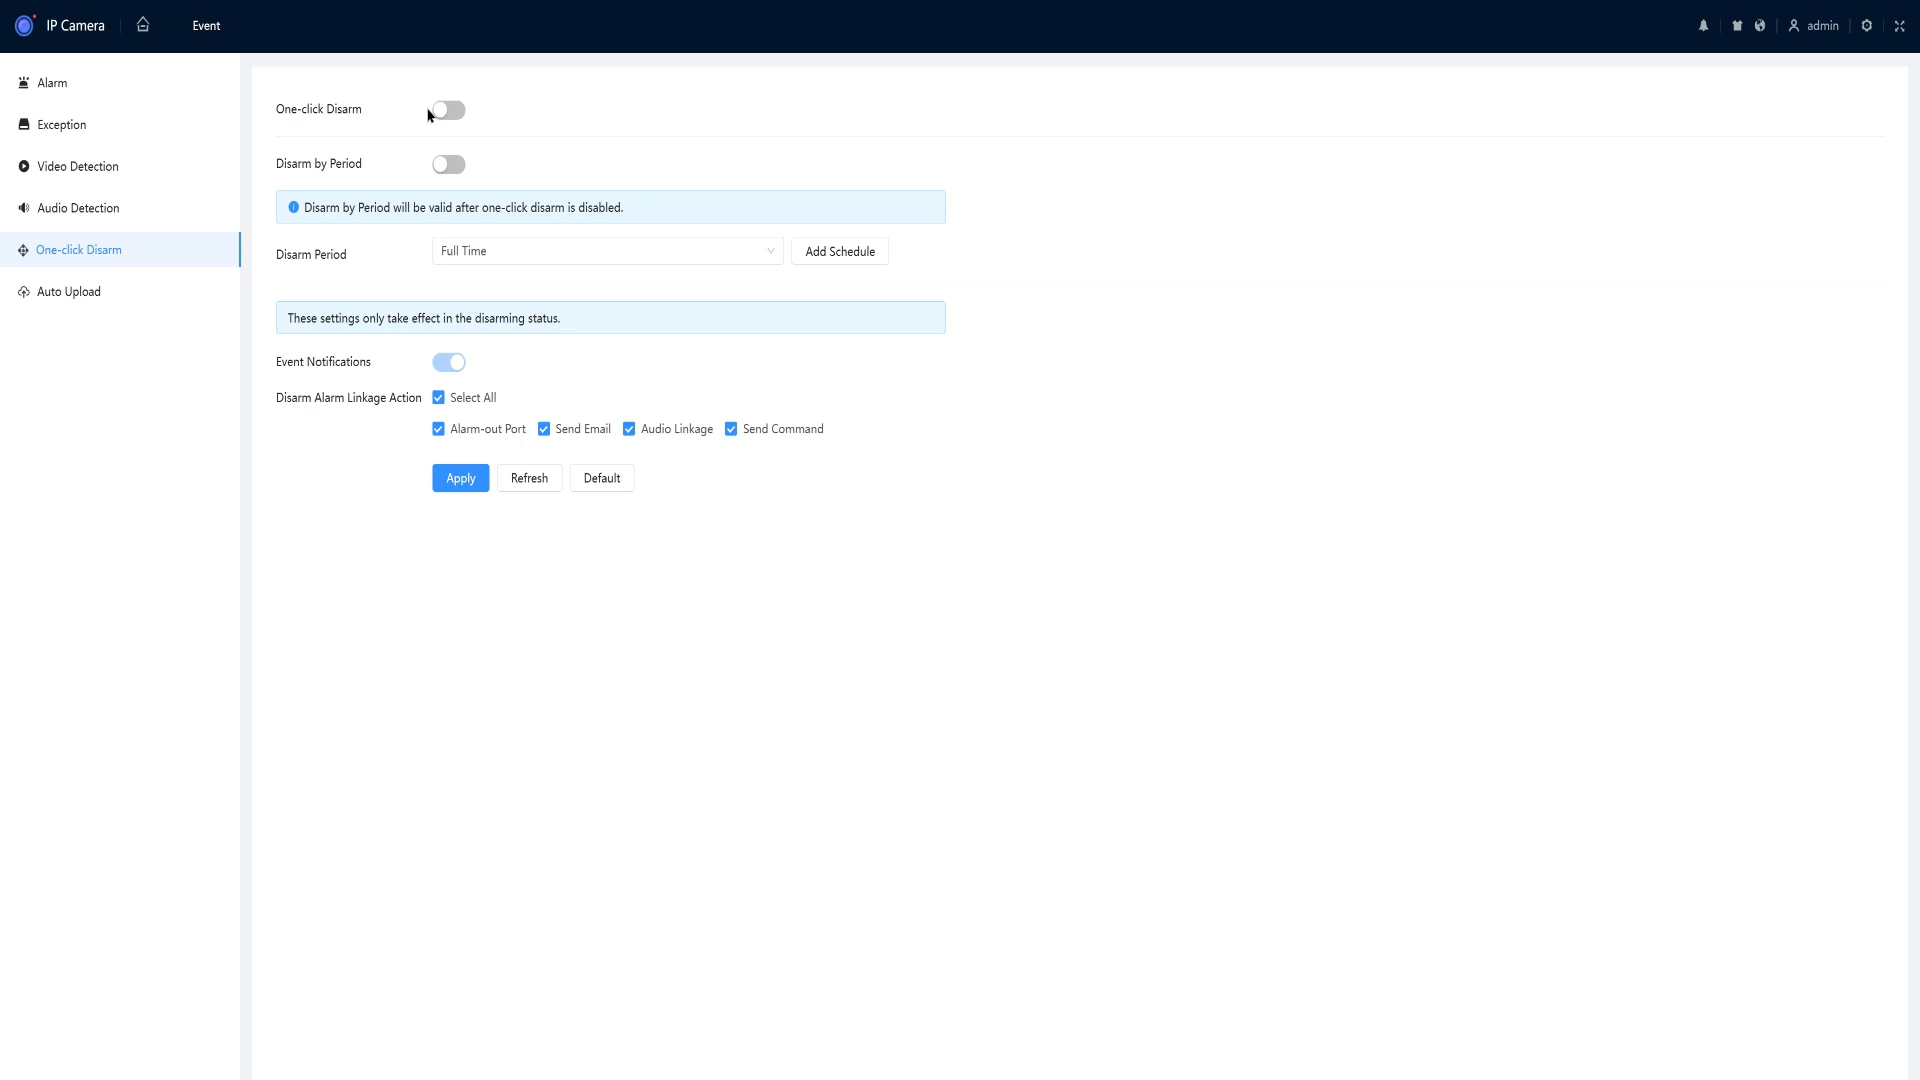 IP Camera
Event
admin
Alarm
Exception
Video Detection
Audio Detection
One-click Disarm
Auto Upload
One-click Disarm
Disarm by Period
Disarm by Period will be valid after one-click disarm is disabled.
Disarm Period Full Time Add Schedule
These settings only take effect in the disarming status.
Event Notifications
Disarm Alarm Linkage Action Select All
Alarm-out Port Send Email Audio Linkage Send Command
Apply Refresh Default